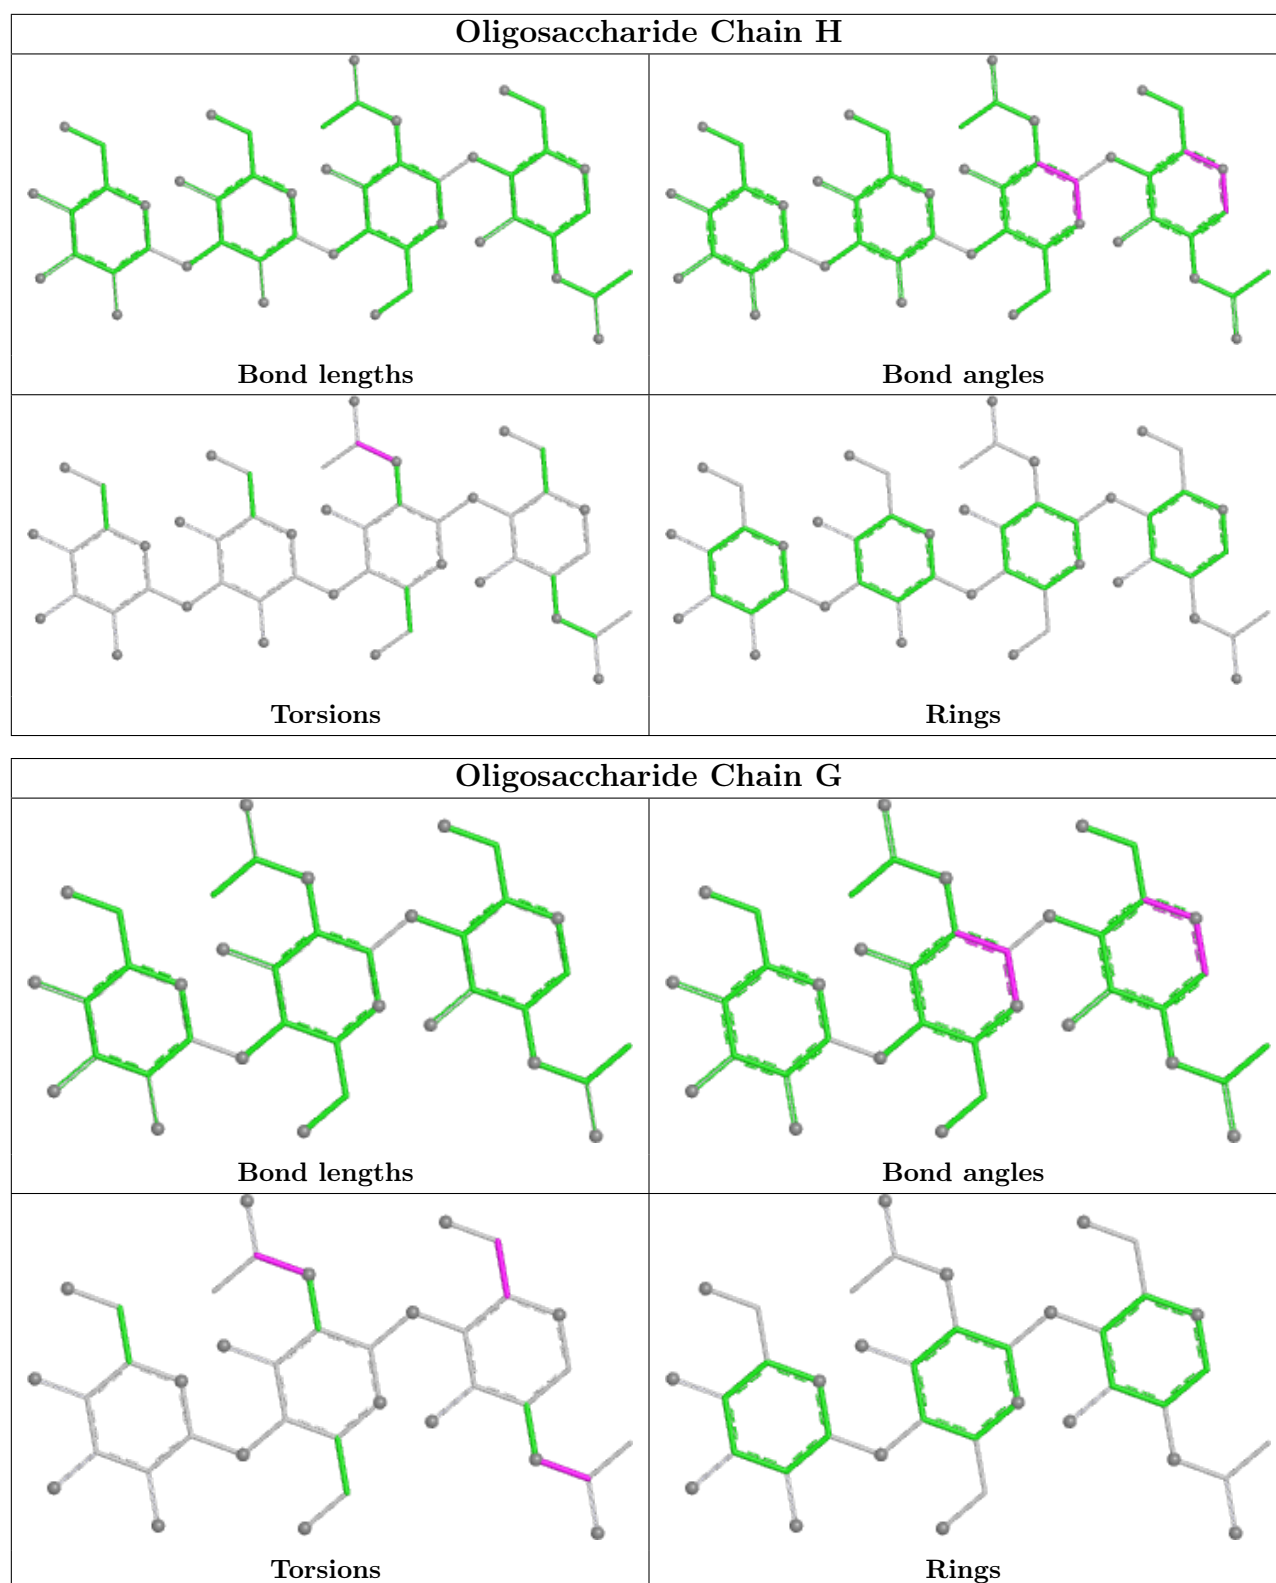 Oligosaccharide Chain H
Bond lengths
Bond angles
Torsions
Rings
Oligosaccharide Chain G
Bond lengths
Bond angles
Torsions
Rings